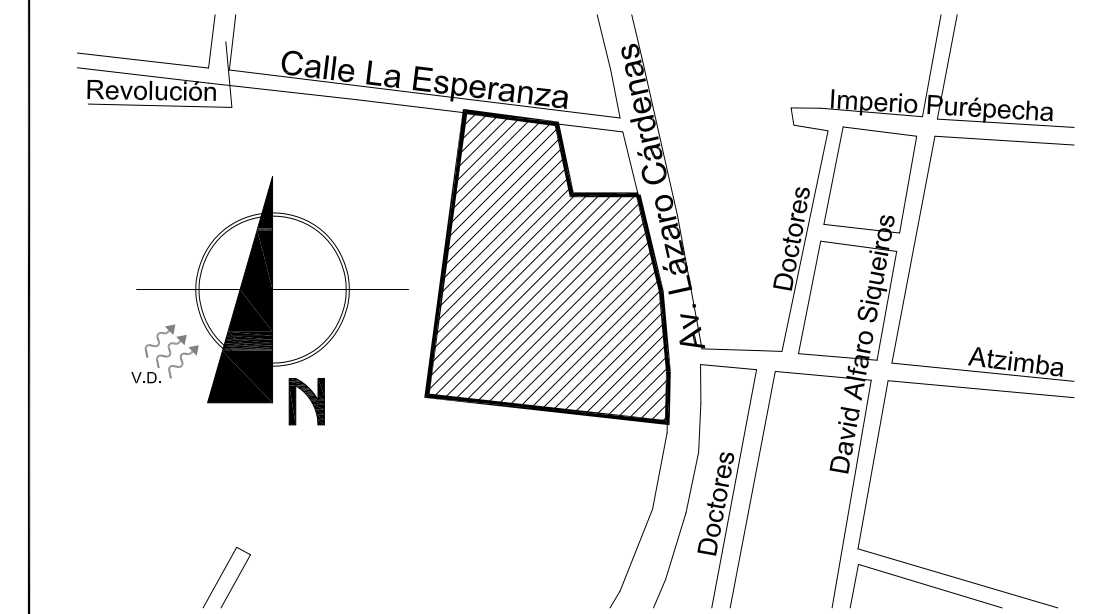 Calle La Esperanza
Revolución
Av. Lázaro Cárdenas
Imperio Purépecha
Doctores
David Alfaro Siqueiros
Atzimba
V.D.
N
Doctores